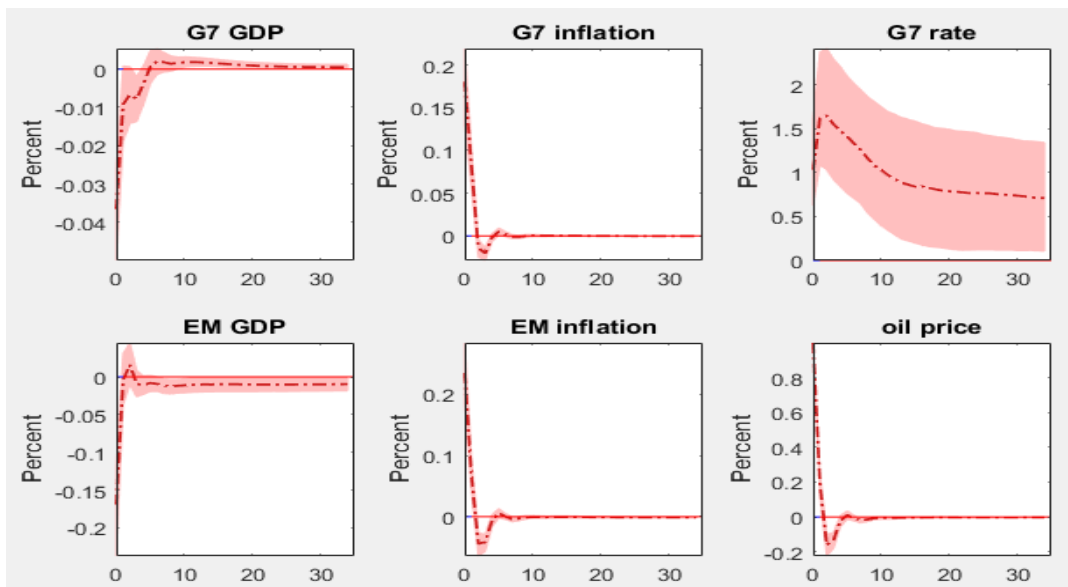 G7 GDP
Percent
0
-0.01
-0.02
-0.03
-0.04
0 10 20 30
G7 inflation
Percent
0.2
0.15
0.1
0.05
0
0 10 20 30
G7 rate
Percent
2
1.5
1
0.5
0
0 10 20 30
EM GDP
Percent
0
-0.05
-0.1
-0.15
-0.2
0 10 20 30
EM inflation
Percent
0.2
0.1
0
0 10 20 30
oil price
Percent
0.8
0.6
0.4
0.2
0
-0.2
0 10 20 30